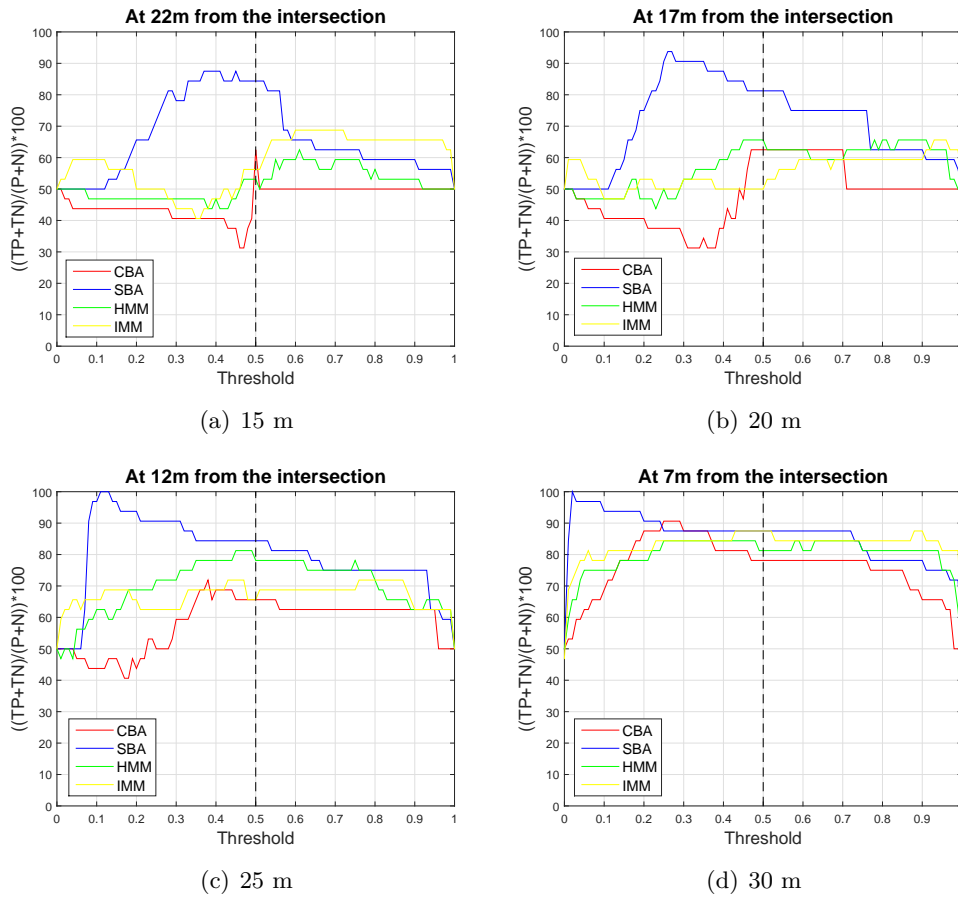 At 22m from the intersection
((TP+TN)/(P+N))*100
100
90
80
70
60
50
40
30
20
10
0
CBA
SBA
HMM
IMM
0 0.1 0.2 0.3 0.4 0.5 0.6 0.7 0.8 0.9 1
Threshold
(a) 15 m
At 17m from the intersection
((TP+TN)/(P+N))*100
100
90
80
70
60
50
40
30
20
10
0
CBA
SBA
HMM
IMM
0 0.1 0.2 0.3 0.4 0.5 0.6 0.7 0.8 0.9
Threshold
(b) 20 m
At 12m from the intersection
((TP+TN)/(P+N))*100
100
90
80
70
60
50
40
30
20
10
0
CBA
SBA
HMM
IMM
0 0.1 0.2 0.3 0.4 0.5 0.6 0.7 0.8 0.9 1
Threshold
(c) 25 m
At 7m from the intersection
((TP+TN)/(P+N))*100
100
90
80
70
60
50
40
30
20
10
0
CBA
SBA
HMM
IMM
0 0.1 0.2 0.3 0.4 0.5 0.6 0.7 0.8 0.9
Threshold
(d) 30 m